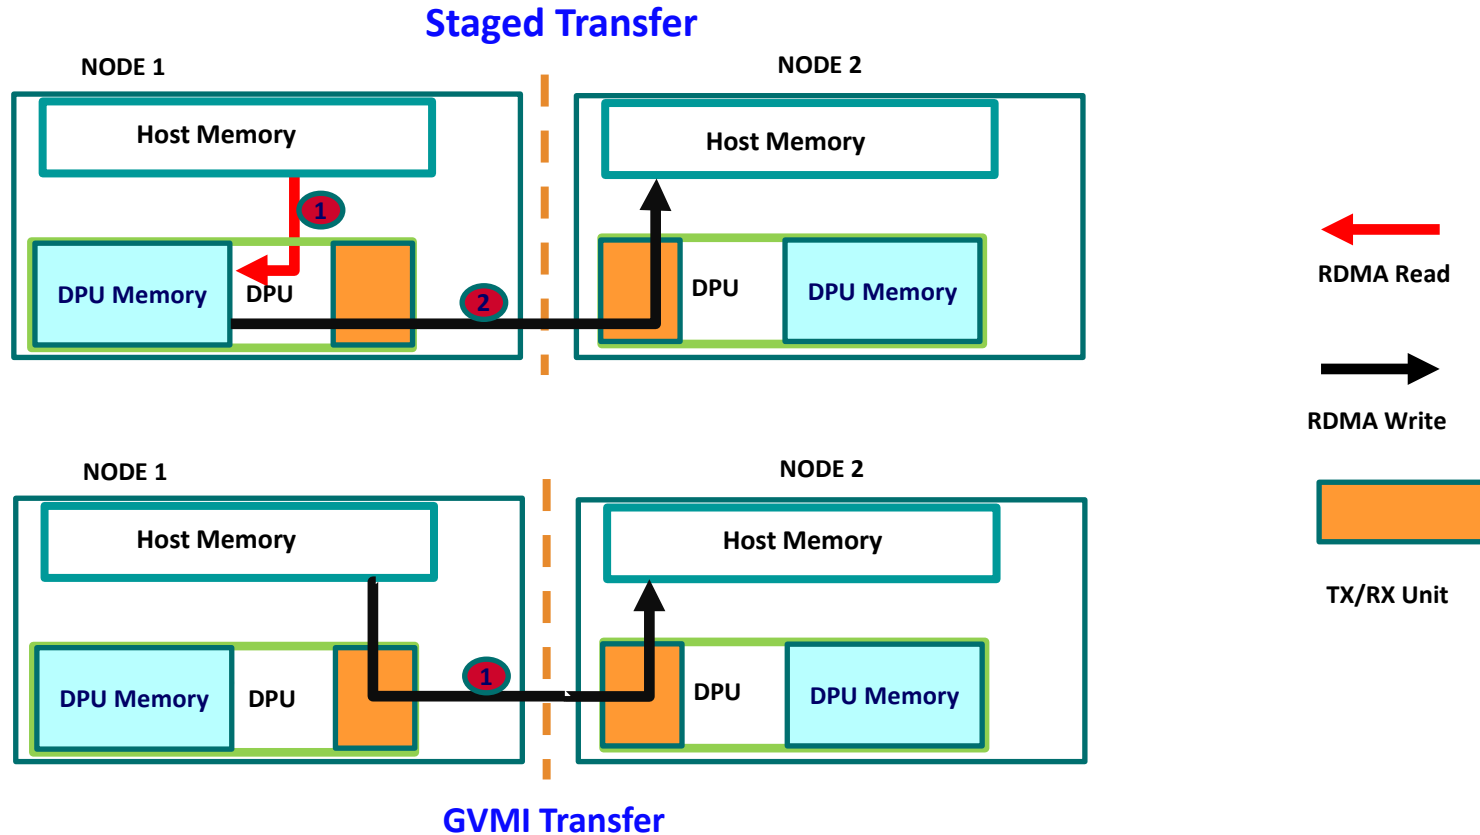 Staged Transfer
NODE 1
NODE 2
Host Memory
Host Memory
1
DPU Memory
DPU
2
DPU
DPU Memory
RDMA Read
RDMA Write
TX/RX Unit
NODE 1
NODE 2
Host Memory
Host Memory
DPU Memory
DPU
1
DPU
DPU Memory
GVMI Transfer